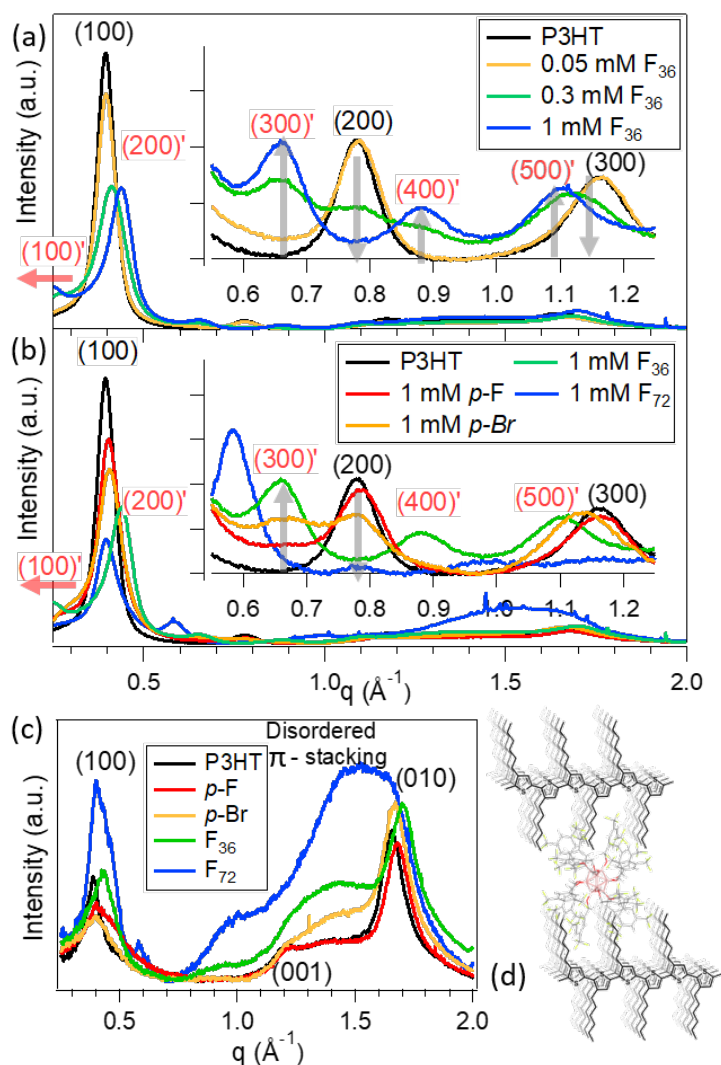 (a)
(100)
(200)'
(100)'
Intensity (a.u.)
P3HT
0.05 mM F36
0.3 mM F36
1 mM F36
(300)'
(200)
(400)'
(500)'
(300)
0.6 0.7 0.8 0.9 1.0 1.1 1.2
(b)
(100)
(200)'
(100)'
Intensity (a.u.)
P3HT
1 mM p-F
1 mM p-Br
1 mM F36
1 mM F72
(300)'
(200)
(400)'
(500)'
(300)
0.6 0.7 0.8 0.9 1.0 1.1 1.2
0.5 1.0 1.5 2.0
q (Å-1)
(c)
(100)
P3HT
p-F
p-Br
F36
F72
Disordered
π - stacking
(010)
(001)
Intensity (a.u.)
0.5 1.0 1.5 2.0
q (Å-1)
(d)